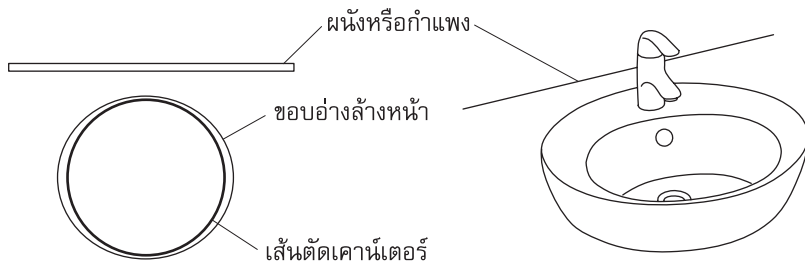 ผนังหรือกำแพง
ขอบอ่างล้างหน้า
เส้นตัดเคาน์เตอร์